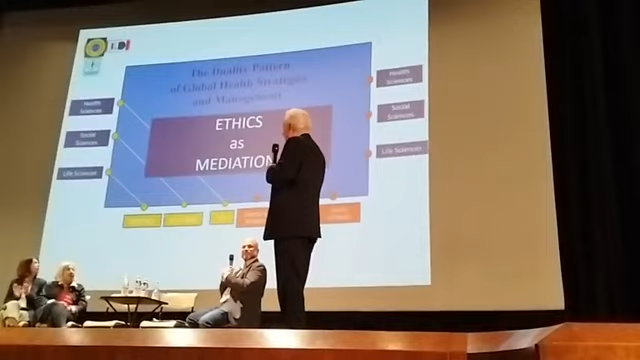 The Duality Pattern
of Global Health Strategies
and Management
ETHICS
as
MEDIATION
Health
Sciences
Social
Sciences
Life Sciences
Health
Sciences
Social
Sciences
Life Sciences